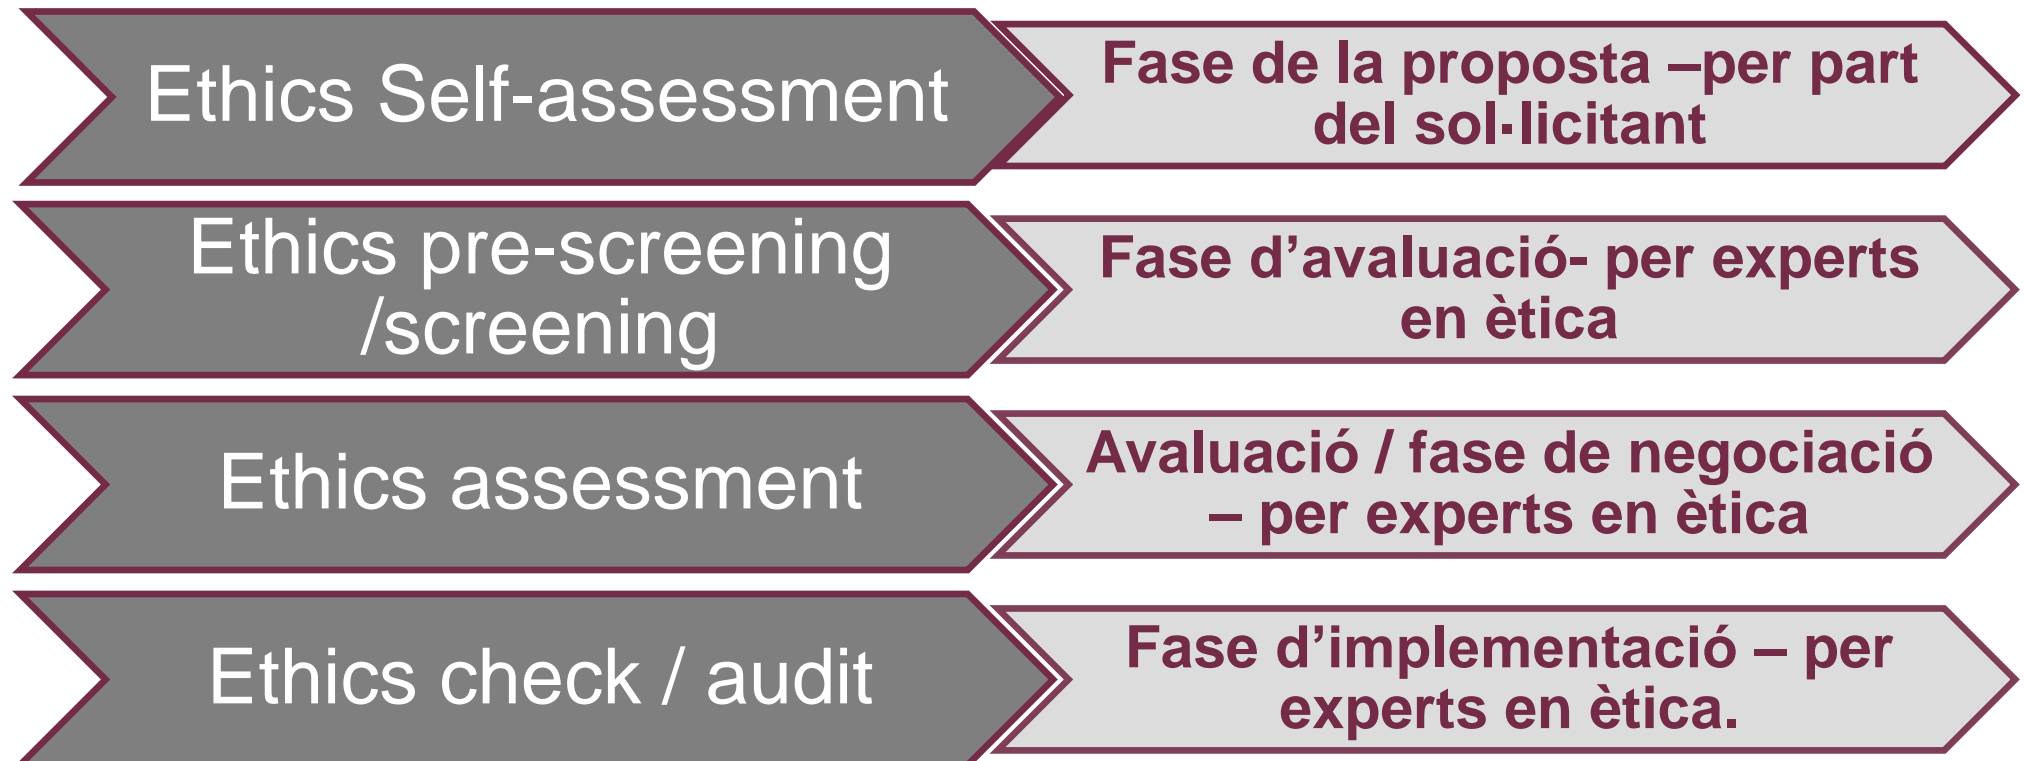 Ethics Self-assessment
Fase de la proposta –per part
del sol·licitant
Ethics pre-screening
/screening
Fase d’avaluació- per experts
en ètica
Ethics assessment
Avaluació / fase de negociació
– per experts en ètica
Ethics check / audit
Fase d’implementació – per
experts en ètica.